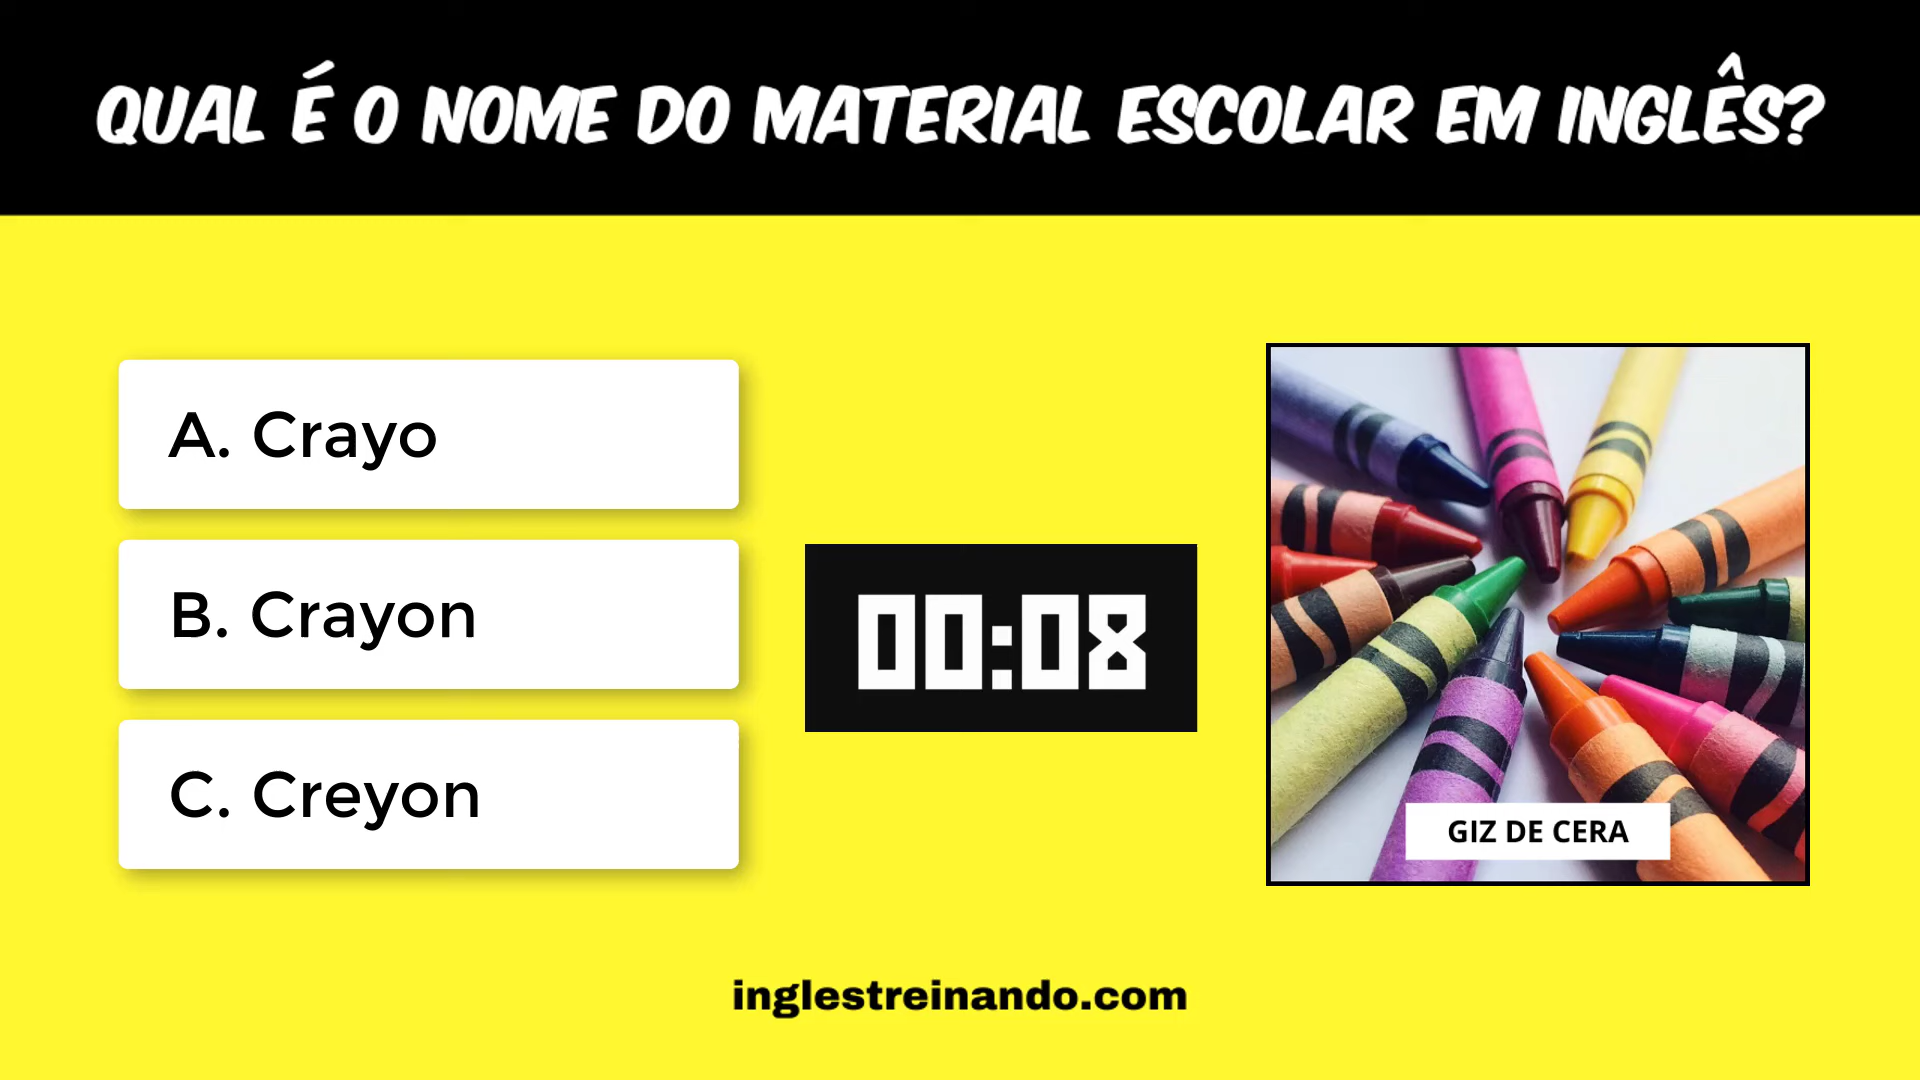 QUAL É O NOME DO MATERIAL ESCOLAR EM INGLÊS?
A. Crayo
B. Crayon
C. Creyon
00:08
GIZ DE CERA
inglestreinando.com